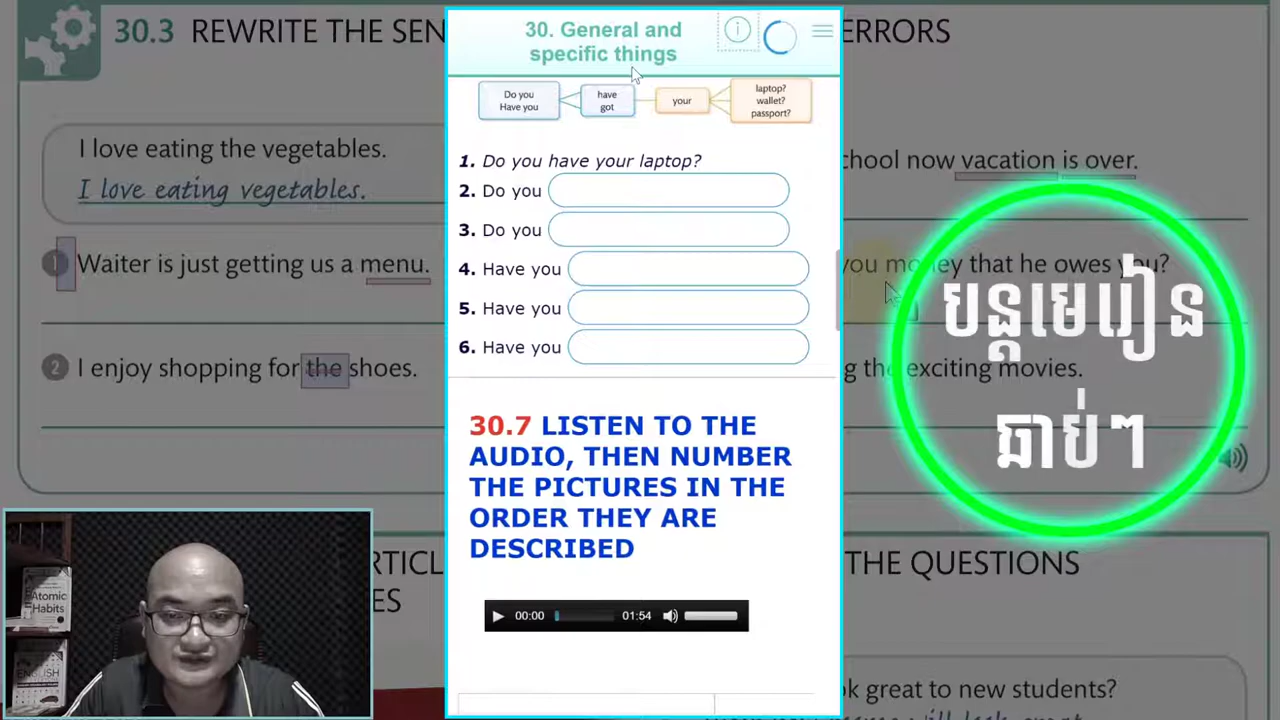 30.3 REWRITE THE SEN
ERRORS
I love eating the vegetables.
I love eating vegetables.
1 Waiter is just getting us a menu.
2 I enjoy shopping for the shoes.
30. General and
specific things
Do you
Have you
have
got
your
laptop?
wallet?
passport?
1. Do you have your laptop?
2. Do you
3. Do you
4. Have you
5. Have you
6. Have you
30.7 LISTEN TO THE
AUDIO, THEN NUMBER
THE PICTURES IN THE
ORDER THEY ARE
DESCRIBED
00:00 01:54
chool now vacation is over.
you money that he owes you?
g the exciting movies.
បន្តមេរៀន
ឆាប់ៗ
ARTICL
ES
THE QUESTIONS
ok great to new students?
Atomic
Habits
ENGLISH